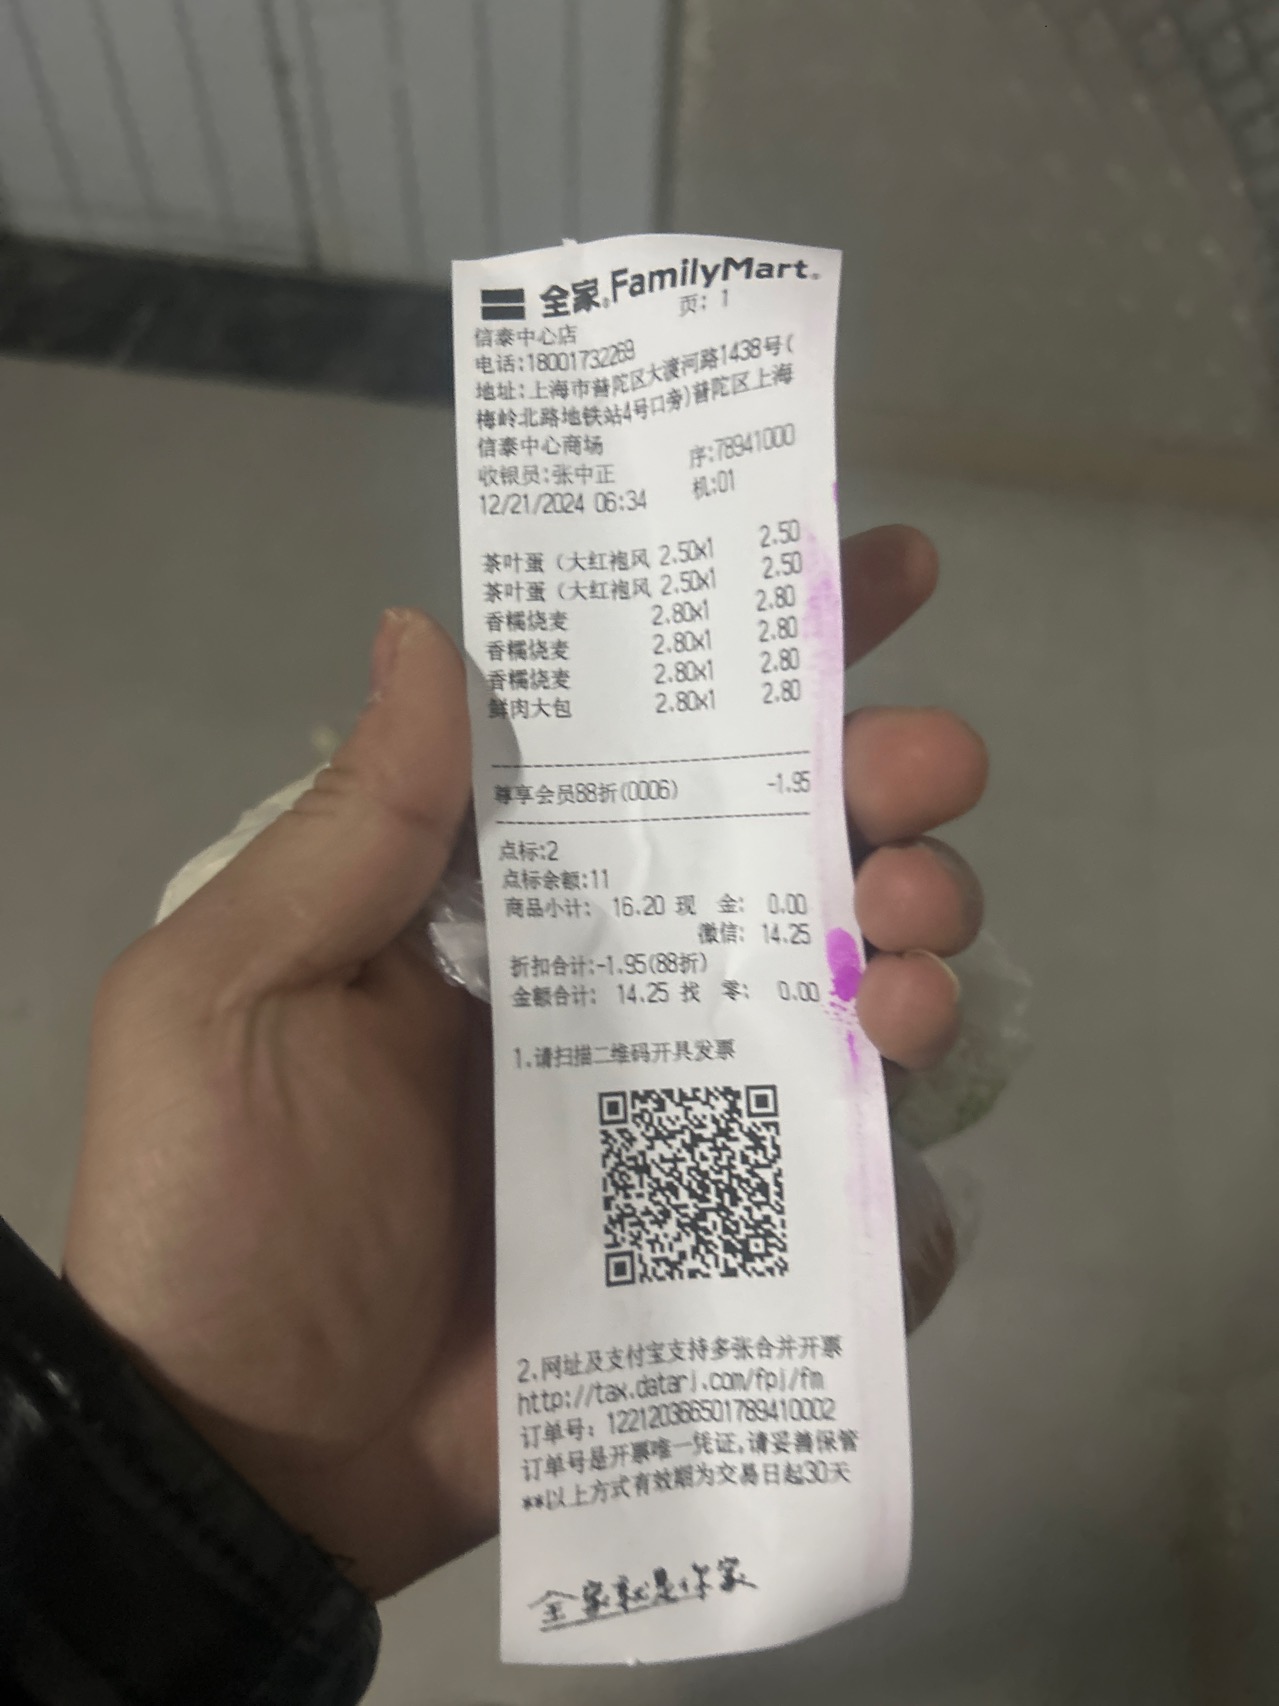 全家®FamilyMart®
页: 1
信泰中心店
电话:18001732269
地址:上海市普陀区大渡河路1438号(
梅岭北路地铁站4号口旁)普陀区上海
信泰中心商场
序:78941000
收银员:张中正
机:01
12/21/2024 06:34
茶叶蛋（大红袍风 2.50x1 2.50
茶叶蛋（大红袍风 2.50x1 2.50
香糯烧麦 2.80x1 2.80
香糯烧麦 2.80x1 2.80
香糯烧麦 2.80x1 2.80
鲜肉大包 2.80x1 2.80
尊享会员88折(0006) -1.95
点标:2
点标余额:11
商品小计: 16.20 现 金: 0.00
微信: 14.25
折扣合计:-1.95(88折)
金额合计: 14.25 找 零: 0.00
1.请扫描二维码开具发票
2.网址及支付宝支持多张合并开票
http://tax.datarj.com/fpj/fm
订单号: 122120366501789410002
订单号是开票唯一凭证,请妥善保管
**以上方式有效期为交易日起30天
全家就是你家